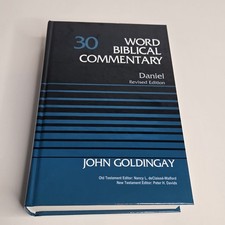 30
WORD
BIBLICAL
COMMENTARY
Daniel
Revised Edition
JOHN GOLDINGAY
Old Testament Editor: Nancy L. deClaissé-Walford
New Testament Editor: Peter H. Davids